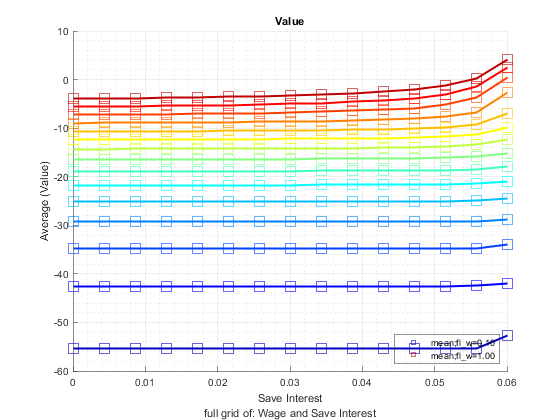 Value
10
0
-10
-20
-30
-40
-50
-60
Average (Value)
0
0.01
0.02
0.03
0.04
0.05
0.06
mean;fl_w=0.10
mean;fl_w=1.00
Save Interest
full grid of: Wage and Save Interest